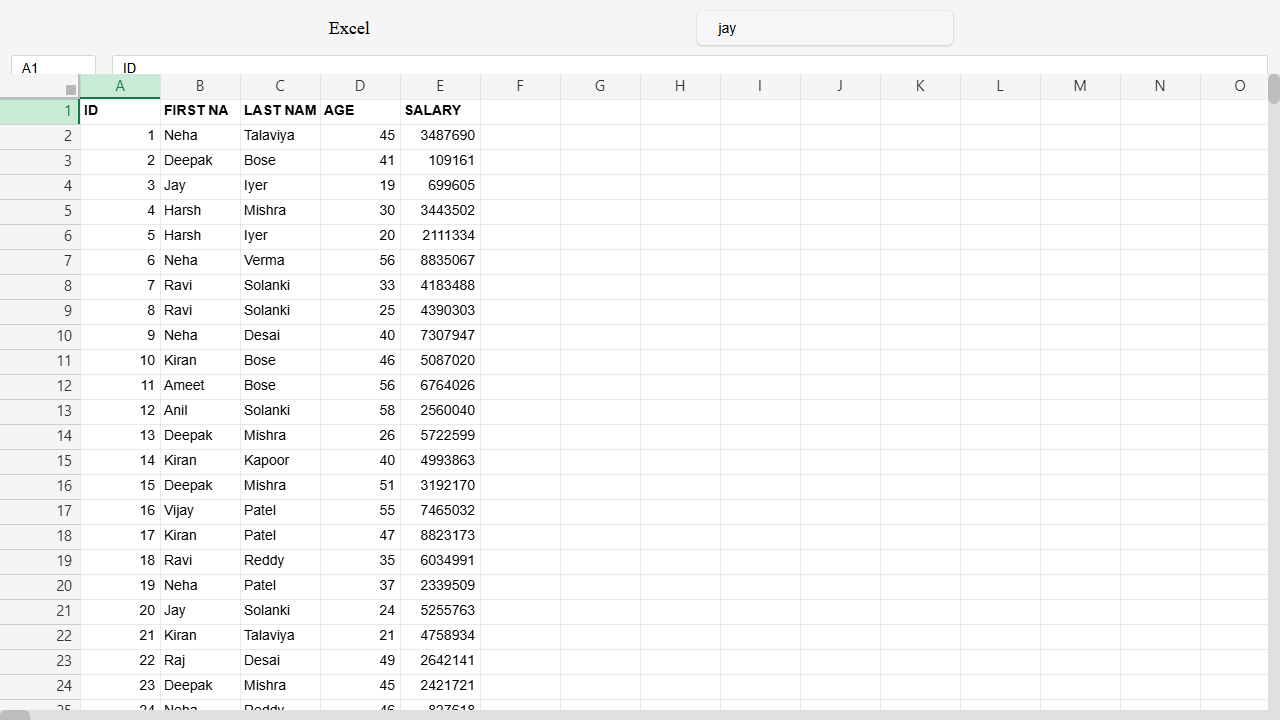 Excel jay
A1 ID
A B C D E F G H I J K L M N O
1 ID FIRST NA LAST NAM AGE SALARY
2 1 Neha Talaviya 45 3487690
3 2 Deepak Bose 41 109161
4 3 Jay Iyer 19 699605
5 4 Harsh Mishra 30 3443502
6 5 Harsh Iyer 20 2111334
7 6 Neha Verma 56 8835067
8 7 Ravi Solanki 33 4183488
9 8 Ravi Solanki 25 4390303
10 9 Neha Desai 40 7307947
11 10 Kiran Bose 46 5087020
12 11 Ameet Bose 56 6764026
13 12 Anil Solanki 58 2560040
14 13 Deepak Mishra 26 5722599
15 14 Kiran Kapoor 40 4993863
16 15 Deepak Mishra 51 3192170
17 16 Vijay Patel 55 7465032
18 17 Kiran Patel 47 8823173
19 18 Ravi Reddy 35 6034991
20 19 Neha Patel 37 2339509
21 20 Jay Solanki 24 5255763
22 21 Kiran Talaviya 21 4758934
23 22 Raj Desai 49 2642141
24 23 Deepak Mishra 45 2421721
25 24 Neha Reddy 46 827618